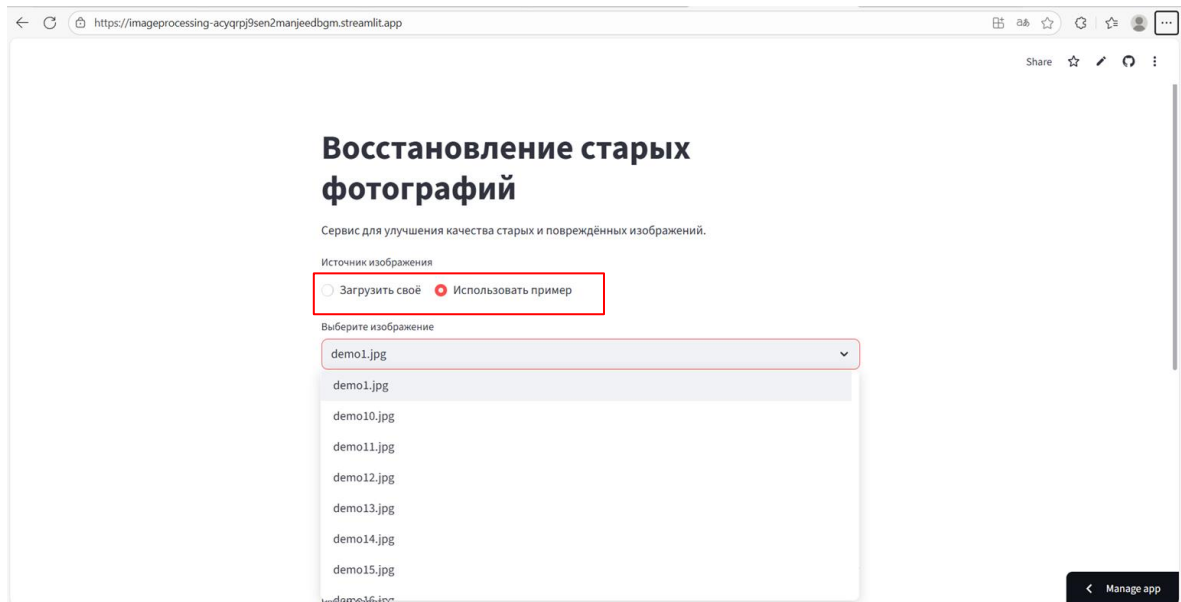 https://imageprocessing-acyqrpj9sen2manjeedbgm.streamlit.app
Share
Восстановление старых
фотографий
Сервис для улучшения качества старых и повреждённых изображений.
Источник изображения
Загрузить своё Использовать пример
Выберите изображение
demo1.jpg
demo1.jpg
demo10.jpg
demo11.jpg
demo12.jpg
demo13.jpg
demo14.jpg
demo15.jpg
demo16.jpg
Manage app